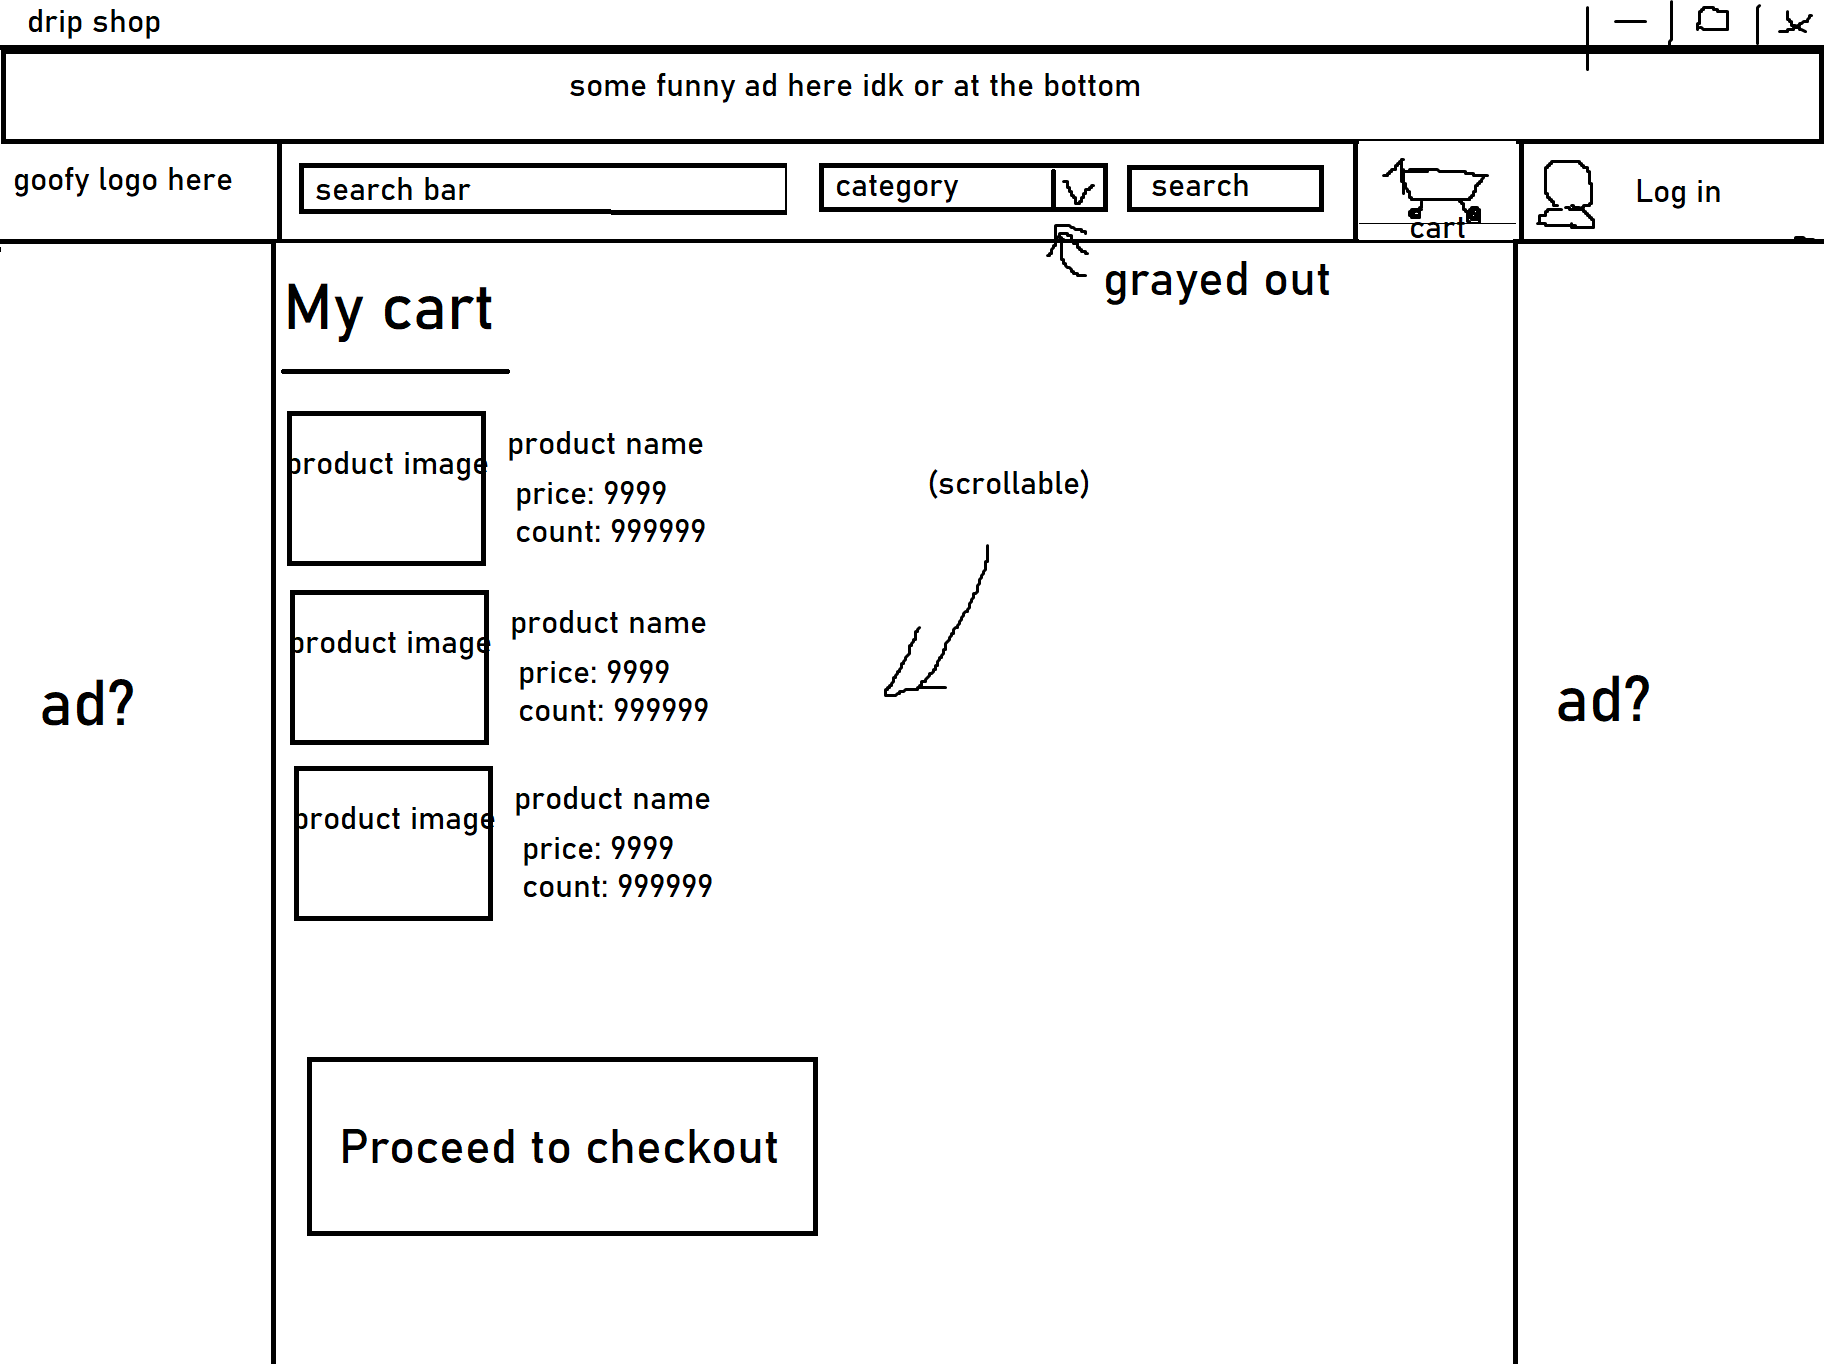 drip shop
some funny ad here idk or at the bottom
goofy logo here
search bar
category
search
cart
Log in
grayed out
My cart
product image
product name
price: 9999
count: 999999
(scrollable)
product image
product name
price: 9999
count: 999999
ad?
ad?
product image
product name
price: 9999
count: 999999
Proceed to checkout